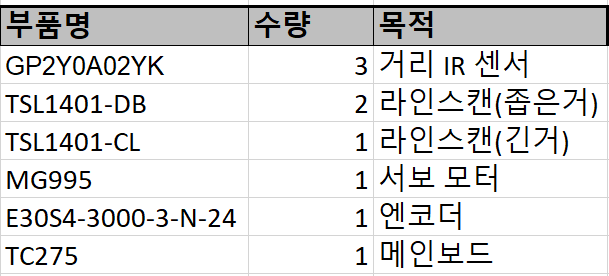 부품명 수량 목적
GP2Y0A02YK 3 거리 IR 센서
TSL1401-DB 2 라인스캔(좁은거)
TSL1401-CL 1 라인스캔(긴거)
MG995 1 서보 모터
E30S4-3000-3-N-24 1 엔코더
TC275 1 메인보드